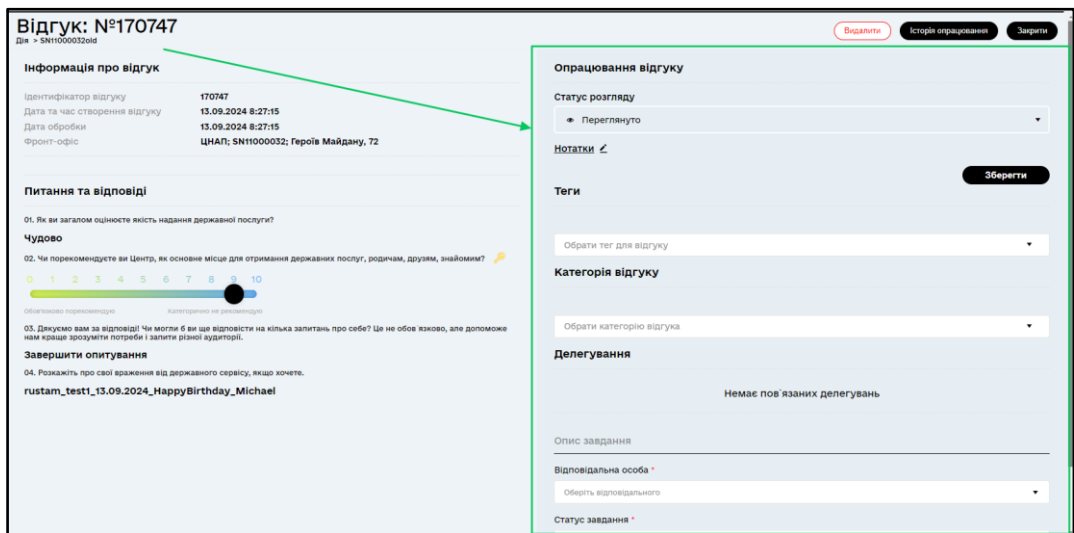 Відгук: №170747
Дія > SN11000032old
Видалити
Історія опрацювання
Закрити
Інформація про відгук
Ідентифікатор відгуку 170747
Дата та час створення відгуку 13.09.2024 8:27:15
Дата обробки 13.09.2024 8:27:15
Фронт-офіс ЦНАП; SN11000032; Героїв Майдану, 72
Питання та відповіді
01. Як ви загалом оцінюєте якість надання державної послуги?
Чудово
02. Чи порекомендуєте ви Центр, як основне місце для отримання державних послуг, родичам, друзям, знайомим?
0 1 2 3 4 5 6 7 8 9 10
Обов'язково порекомендую Категорично не рекомендую
03. Дякуємо вам за відповіді! Чи могли б ви ще відповісти на кілька запитань про себе? Це не обов`язково, але допоможе
нам краще зрозуміти потреби і запити різної аудиторії.
Завершити опитування
04. Розкажіть про свої враження від державного сервісу, якщо хочете.
rustam_test1_13.09.2024_HappyBirthday_Michael
Опрацювання відгуку
Статус розгляду
Переглянуто
Нотатки
Зберегти
Теги
Обрати тег для відгуку
Категорія відгуку
Обрати категорію відгука
Делегування
Немає пов`язаних делегувань
Опис завдання
Відповідальна особа *
Оберіть відповідального
Статус завдання *